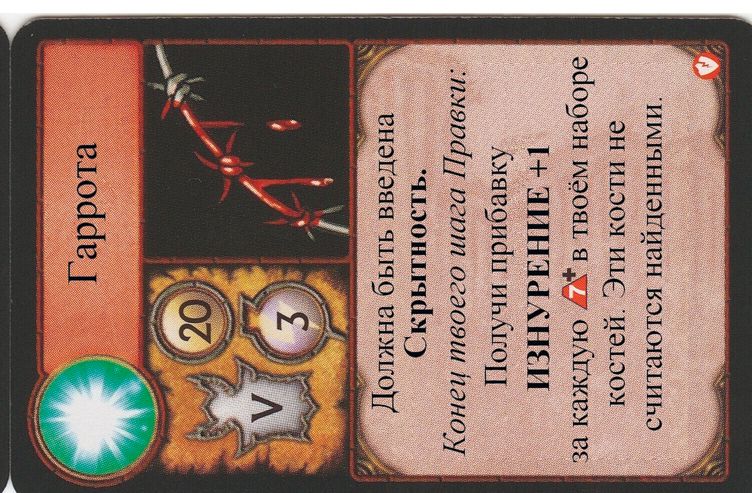 Гаррота
20
V
3
Должна быть введена
Скрытность.
Конец твоего шага Правки:
Получи прибавку
ИЗНУРЕНИЕ +1
за каждую 7+ в твоём наборе
костей. Эти кости не
считаются найденными.